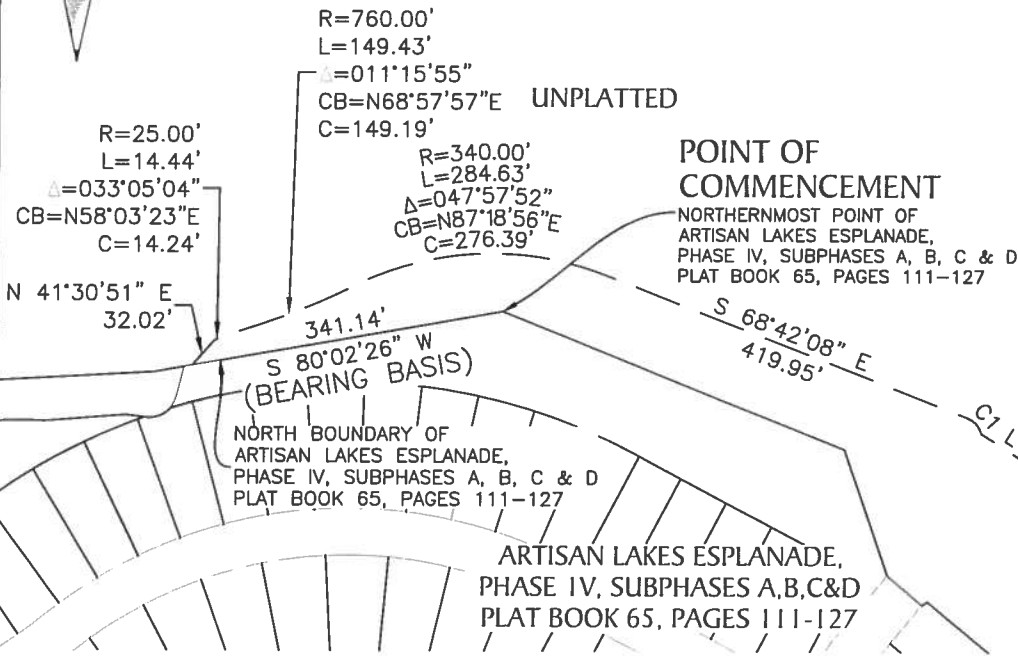 R=760.00'
L=149.43'
Δ=011°15'55"
CB=N68°57'57"E
C=149.19'
UNPLATTED
R=25.00'
L=14.44'
Δ=033°05'04"
CB=N58°03'23"E
C=14.24'
R=340.00'
L=284.63'
Δ=047°57'52"
CB=N87°18'56"E
C=276.39'
POINT OF
COMMENCEMENT
NORTHERNMOST POINT OF
ARTISAN LAKES ESPLANADE,
PHASE IV, SUBPHASES A, B, C & D
PLAT BOOK 65, PAGES 111-127
N 41°30'51" E
32.02'
341.14'
S 80°02'26" W
(BEARING BASIS)
S 68°42'08" E
419.95'
C1
NORTH BOUNDARY OF
ARTISAN LAKES ESPLANADE,
PHASE IV, SUBPHASES A, B, C & D
PLAT BOOK 65, PAGES 111-127
ARTISAN LAKES ESPLANADE,
PHASE IV, SUBPHASES A,B,C&D
PLAT BOOK 65, PAGES 111-127